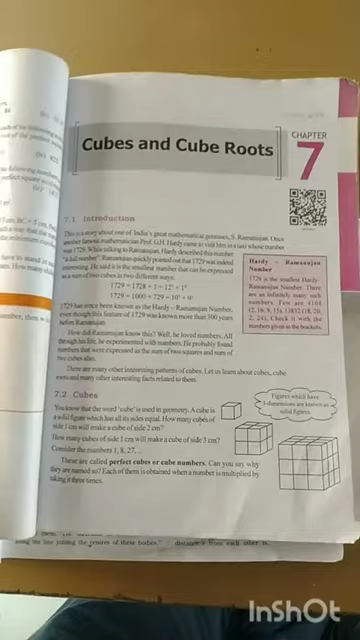 Cubes and Cube Roots
CHAPTER
7
7.1 Introduction
This is a story about one of India's great mathematical geniuses, S. Ramanujan. Once
another famous mathematician Prof. G.H. Hardy came to visit him in a taxi whose number
was 1729. While talking to Ramanujan, Hardy described this number
"a dull number". Ramanujan quickly pointed out that 1729 was indeed
interesting. He said it is the smallest number that can be expressed
as a sum of two cubes in two different ways:
1729 = 1728 + 1 = 12³ + 1³
1729 = 1000 + 729 = 10³ + 9³
1729 has since been known as the Hardy – Ramanujan Number,
even though this feature of 1729 was known more than 300 years
before Ramanujan.
How did Ramanujan know this? Well, he loved numbers. All
through his life, he experimented with numbers. He probably found
numbers that were expressed as the sum of two squares and sum of
two cubes also.
There are many other interesting patterns of cubes. Let us learn about cubes, cube
roots and many other interesting facts related to them.
Hardy – Ramanujan
Number
1729 is the smallest Hardy–
Ramanujan Number. There
are an infinitely many such
numbers. Few are 4104
(2, 16; 9, 15), 13832 (18, 20;
2, 24), Check it with the
numbers given in the brackets.
7.2 Cubes
You know that the word 'cube' is used in geometry. A cube is
a solid figure which has all its sides equal. How many cubes of
side 1 cm will make a cube of side 2 cm?
How many cubes of side 1 cm will make a cube of side 3 cm?
Consider the numbers 1, 8, 27, ...
These are called perfect cubes or cube numbers. Can you say why
they are named so? Each of them is obtained when a number is multiplied by
taking it three times.
Figures which have
3-dimensions are known as
solid figures.
along the line joining the centres of these bodies."
distance r from each other is.
InShOt